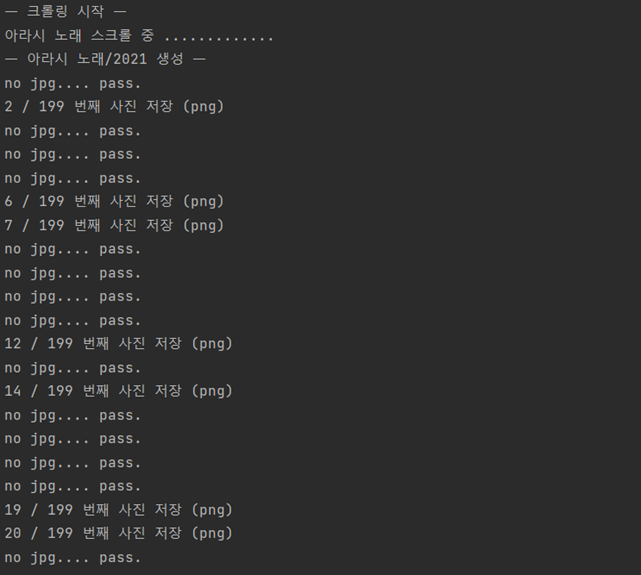 — 크롤링 시작 —
아라시 노래 스크롤 중 .............
— 아라시 노래/2021 생성 —
no jpg.... pass.
2 / 199 번째 사진 저장 (png)
no jpg.... pass.
no jpg.... pass.
no jpg.... pass.
6 / 199 번째 사진 저장 (png)
7 / 199 번째 사진 저장 (png)
no jpg.... pass.
no jpg.... pass.
no jpg.... pass.
no jpg.... pass.
12 / 199 번째 사진 저장 (png)
no jpg.... pass.
14 / 199 번째 사진 저장 (png)
no jpg.... pass.
no jpg.... pass.
no jpg.... pass.
no jpg.... pass.
19 / 199 번째 사진 저장 (png)
20 / 199 번째 사진 저장 (png)
no jpg.... pass.